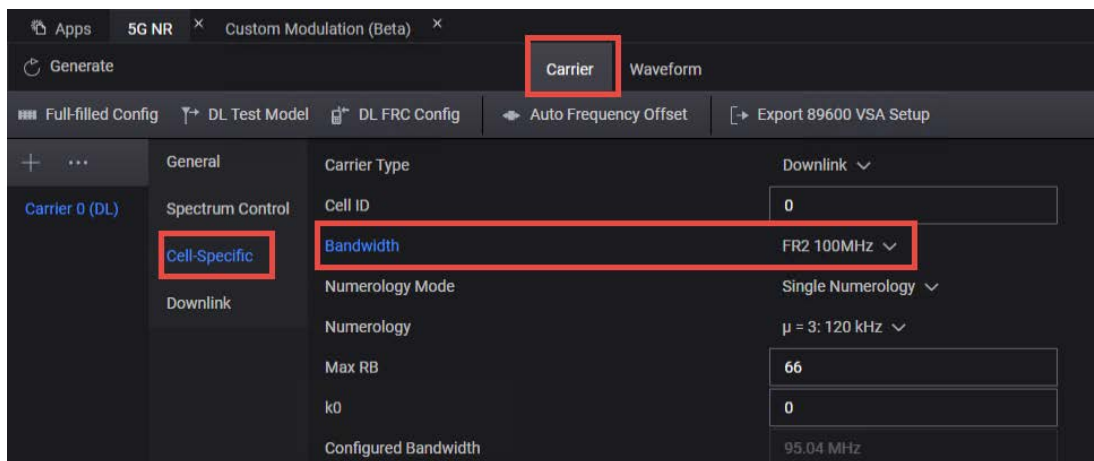 Apps 5G NR × Custom Modulation (Beta) ×
Generate
Carrier Waveform
Full-filled Config DL Test Model DL FRC Config Auto Frequency Offset Export 89600 VSA Setup
+ ...
Carrier 0 (DL)
General
Spectrum Control
Cell-Specific
Downlink
Carrier Type Downlink
Cell ID 0
Bandwidth FR2 100MHz
Numerology Mode Single Numerology
Numerology μ = 3: 120 kHz
Max RB 66
k0 0
Configured Bandwidth 95.04 MHz